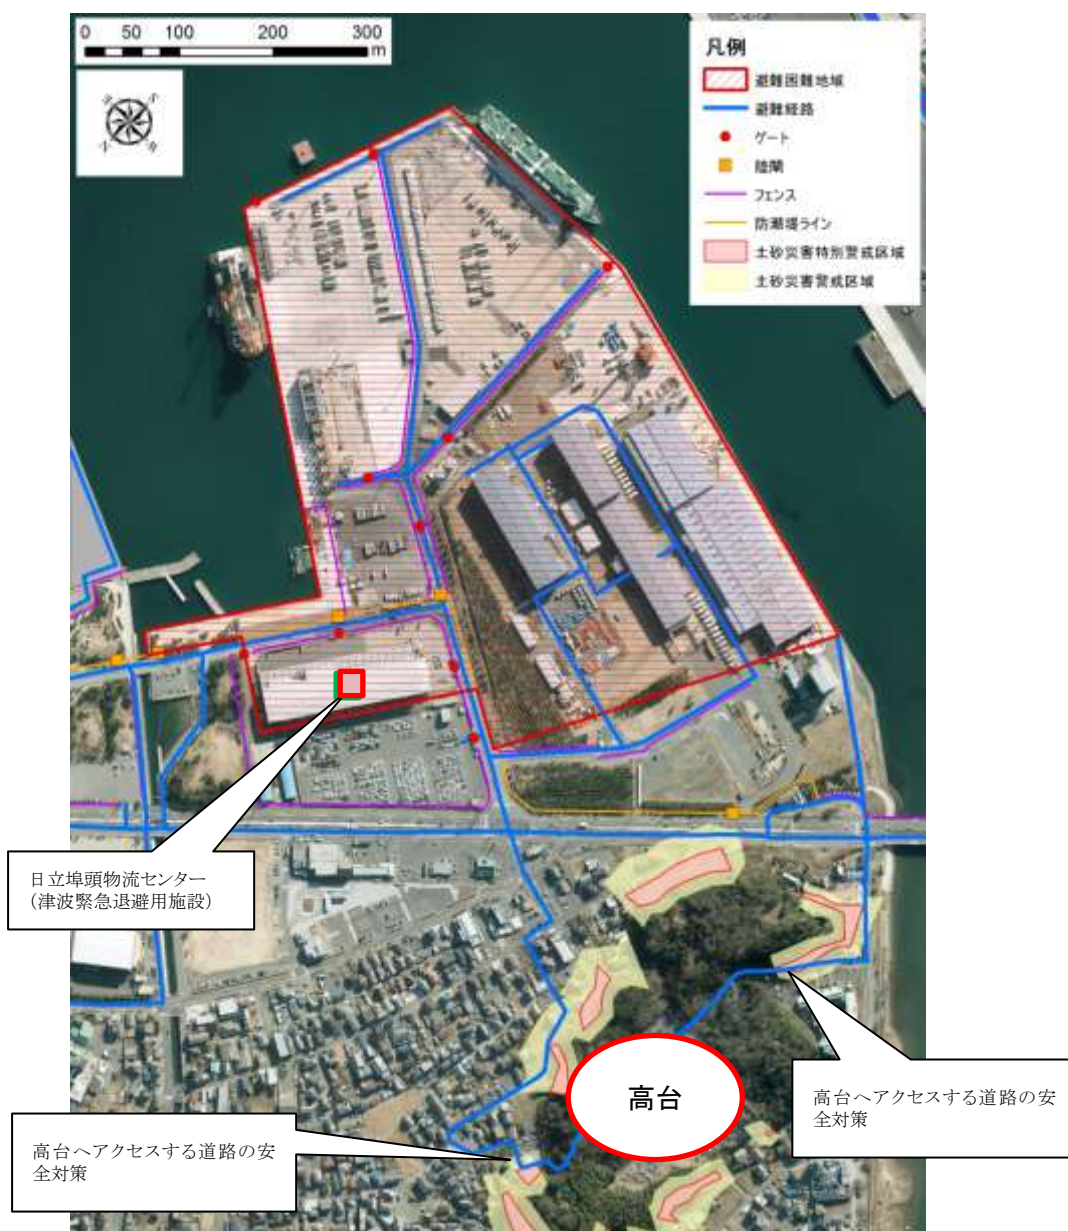 0 50 100 200 300
m
凡例
避難困難地域
避難経路
ゲート
陸閘
フェンス
防潮堤ライン
土砂災害特別警戒区域
土砂災害警戒区域
日立埠頭物流センター
(津波緊急退避用施設)
高台
高台へアクセスする道路の安
全対策
高台へアクセスする道路の安
全対策